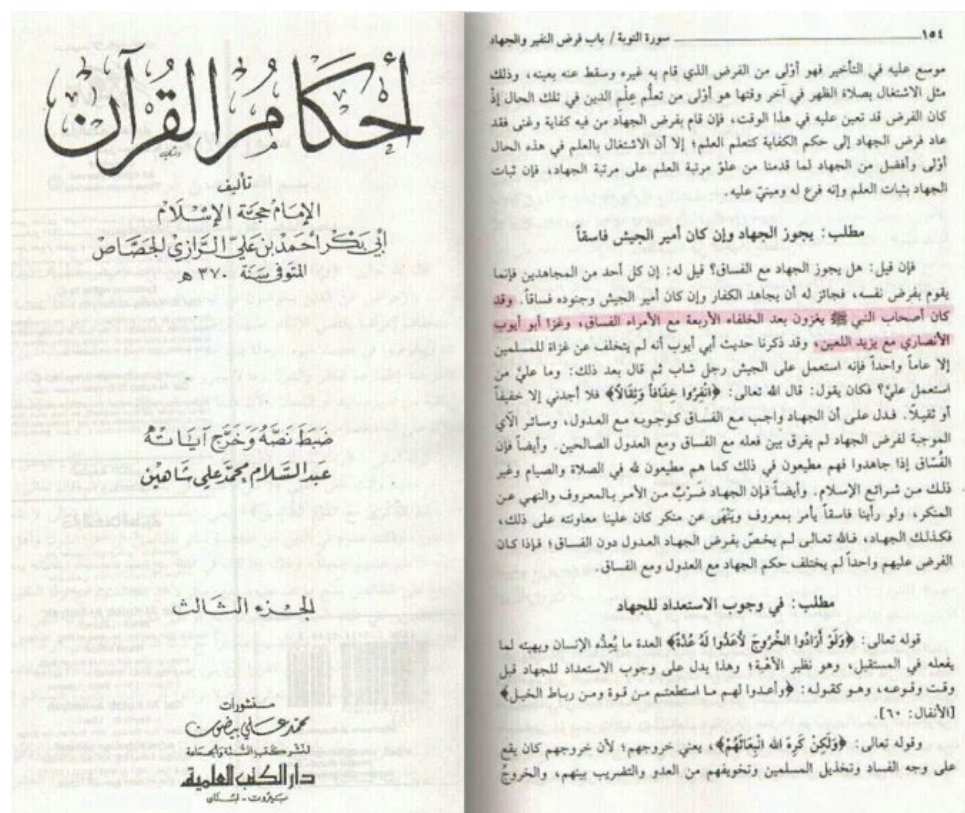 أحكام القرآن
تأليف
الإمام حجة الإسلام
أبي بكر أحمد بن علي الرازي الجصاص
المتوفى سنة ٣٧٠ هـ
ضبط نصه وخرج آياته
عبد السلام محمد علي شاهين
الجزء الثالث
منشورات
محمد علي بيضون
لنشر كتب السنة والجماعة
دار الكتب العلمية
بيروت - لبنان
١٥٤ سورة التوبة / باب فرض النفير والجهاد
موسع عليه في التأخير فهو أوْلى من الفرض الذي قام به غيره وسقط عنه بعينه، وذلك
مثل الاشتغال بصلاة الظهر في آخر وقتها هو أوْلى من تعلُّم عِلْم الدين في تلك الحال إذْ
كان الفرض قد تعين عليه في هذا الوقت، فإن قام بفرض الجهاد من فيه كفاية وغنى فقد
عاد فرض الجهاد إلى حكم الكفاية كتعلم العلم؛ إلا أن الاشتغال بالعلم في هذه الحال
أوْلى وأفضل من الجهاد لما قدمنا من علوّ مرتبة العلم على مرتبة الجهاد، فإن ثبات
الجهاد بثبات العلم وإنه فرع له ومبنيّ عليه.
مطلب: يجوز الجهاد وإن كان أمير الجيش فاسقاً
فإن قيل: هل يجوز الجهاد مع الفساق؟ قيل له: إن كل أحد من المجاهدين فإنما
يقوم بفرض نفسه، فجائز له أن يجاهد الكفار وإن كان أمير الجيش وجنوده فساقاً. وقد
كان أصحاب النبي ﷺ يغزون بعد الخلفاء الأربعة مع الأمراء الفساق، وغزا أبو أيوب
الأنصاري مع يزيد اللعين، وقد ذكرنا حديث أبي أيوب أنه لم يتخلف عن غزاة للمسلمين
إلا عاماً واحداً فإنه استعمل على الجيش رجل شاب ثم قال بعد ذلك: وما عليّ من
استعمل عليّ؟ فكان يقول: قال الله تعالى: ﴿انْفِرُوا خِفَافاً وَثِقَالاً﴾ فلا أجدني إلا خفيفاً
أو ثقيلاً. فدل على أن الجهاد واجب مع الفساق كوجوبه مع العدول، وسائر الآي
الموجبة لفرض الجهاد لم يفرق بين فعله مع الفساق ومع العدول الصالحين. وأيضاً فإن
الفُسَّاق إذا جاهدوا فهم مطيعون في ذلك كما هم مطيعون لله في الصلاة والصيام وغير
ذلك من شرائع الإسلام. وأيضاً فإن الجهاد ضَرْبٌ من الأمر بالمعروف والنهي عن
المنكر، ولو رأينا فاسقاً يأمر بمعروف ويَنْهَى عن منكر كان علينا معاونته على ذلك،
فكذلك الجهاد، فالله تعالى لم يخصّ بفرض الجهاد العدول دون الفساق؛ فإذا كان
الفرض عليهم واحداً لم يختلف حكم الجهاد مع العدول ومع الفساق.
مطلب: في وجوب الاستعداد للجهاد
قوله تعالى: ﴿وَلَوْ أَرَادُوا الخُرُوجَ لأَعَدُّوا لَهُ عُدَّةً﴾ العدة ما يُعِدُّه الإنسان ويهيئه لما
يفعله في المستقبل، وهو نظير الأُهْبة؛ وهذا يدل على وجوب الاستعداد للجهاد قبل
وقت وقوعه، وهو كقوله: ﴿وأعدوا لهم ما استطعتم من قوة ومن رباط الخيل﴾
[الأنفال: ٦٠].
وقوله تعالى: ﴿وَلَكِنْ كَرِهَ الله انْبِعَاثَهُمْ﴾، يعني خروجهم؛ لأن خروجهم كان يقع
على وجه الفساد وتخذيل المسلمين وتخويفهم من العدو والتضريب بينهم، والخروجُ